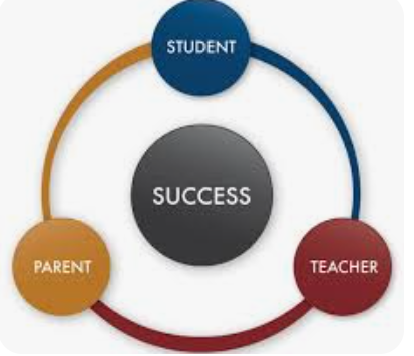 STUDENT
SUCCESS
PARENT
TEACHER